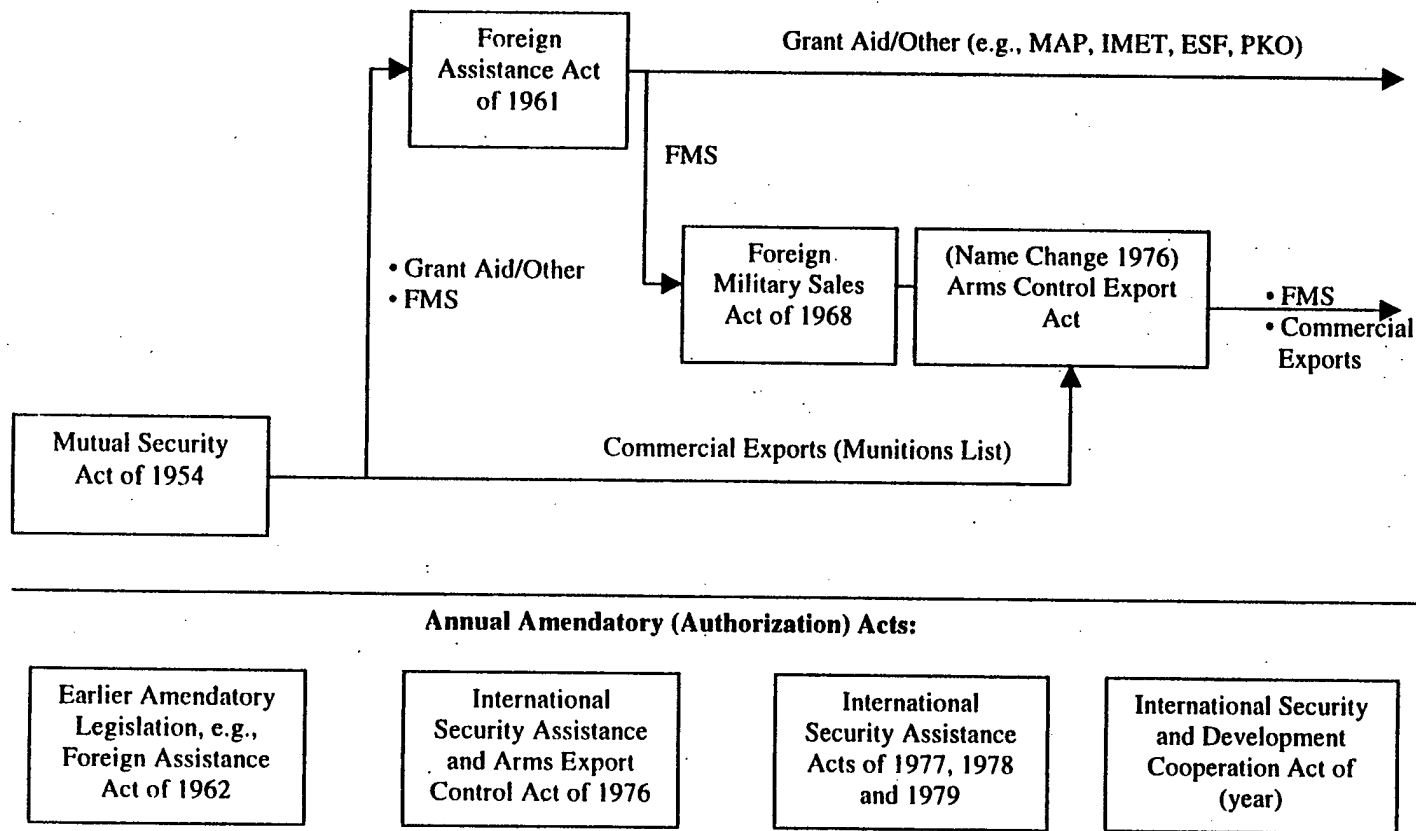 Foreign
Assistance Act
of 1961
Grant Aid/Other (e.g., MAP, IMET, ESF, PKO)
FMS
• Grant Aid/Other
• FMS
Foreign
Military Sales
Act of 1968
(Name Change 1976)
Arms Control Export
Act
• FMS
• Commercial
Exports
Mutual Security
Act of 1954
Commercial Exports (Munitions List)
Annual Amendatory (Authorization) Acts:
Earlier Amendatory
Legislation, e.g.,
Foreign Assistance
Act of 1962
International
Security Assistance
and Arms Export
Control Act of 1976
International
Security Assistance
Acts of 1977, 1978
and 1979
International Security
and Development
Cooperation Act of
(year)